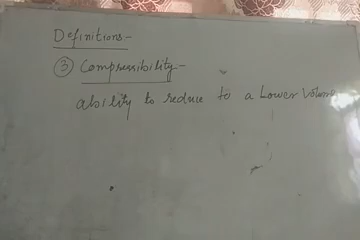 Definitions-
③ Compressibility-
ability to reduce to a Lower Volume